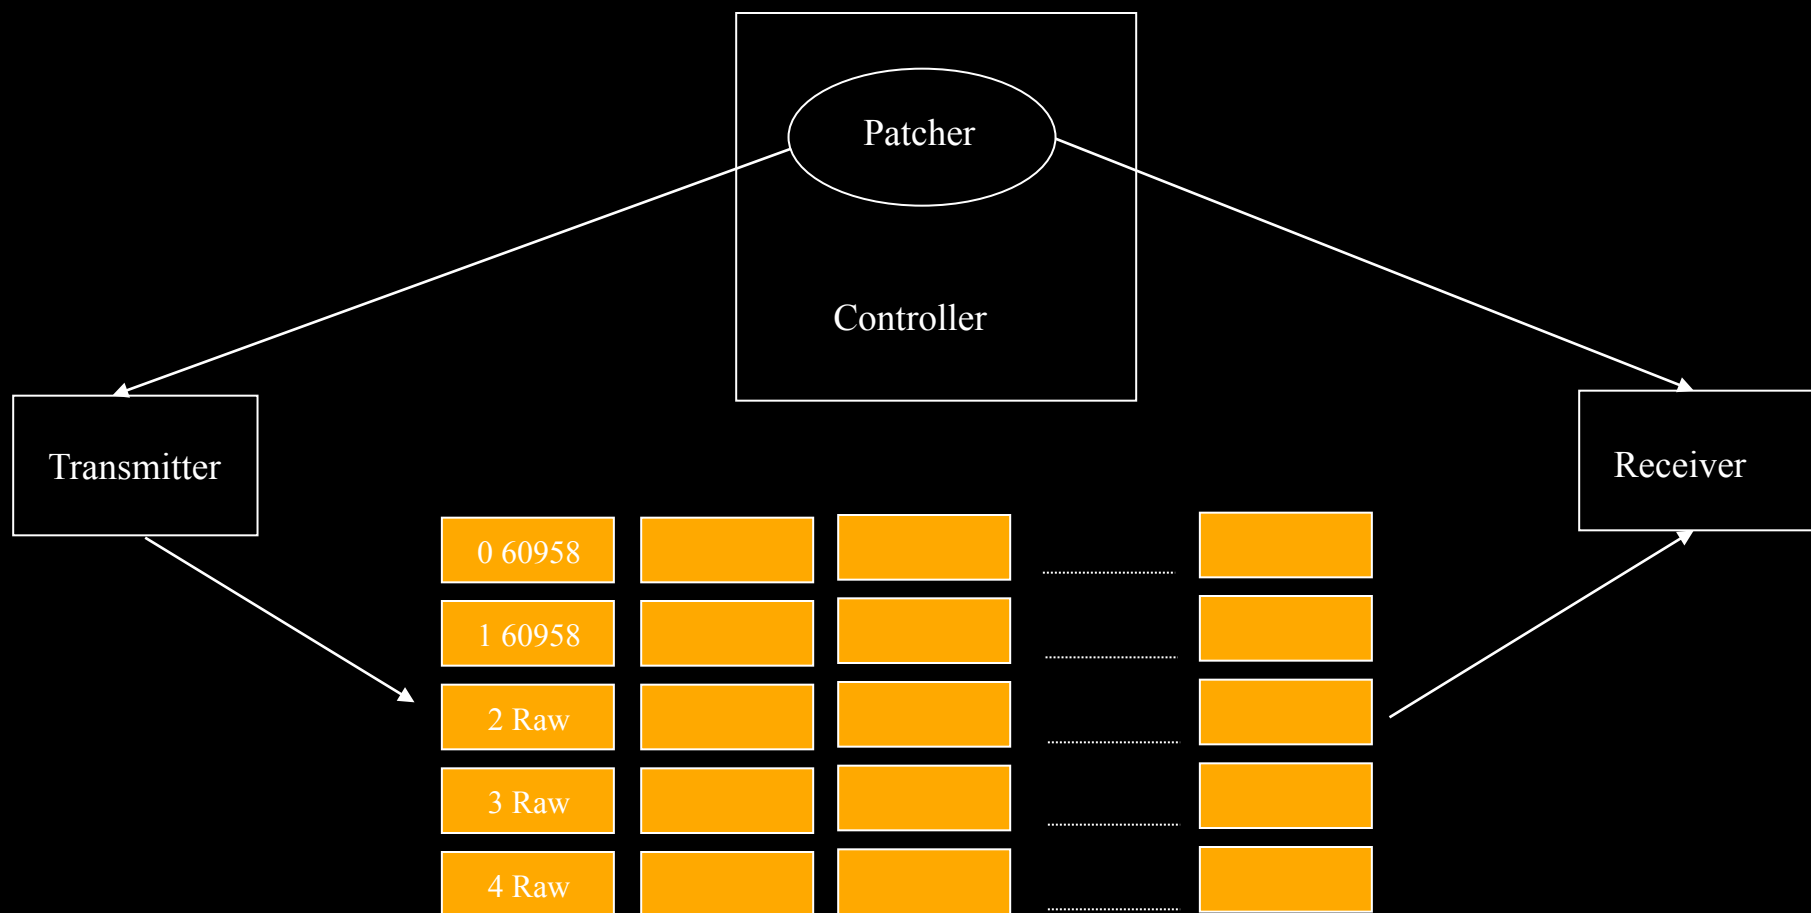 Patcher
Controller
Transmitter
Receiver
0 60958
1 60958
2 Raw
3 Raw
4 Raw